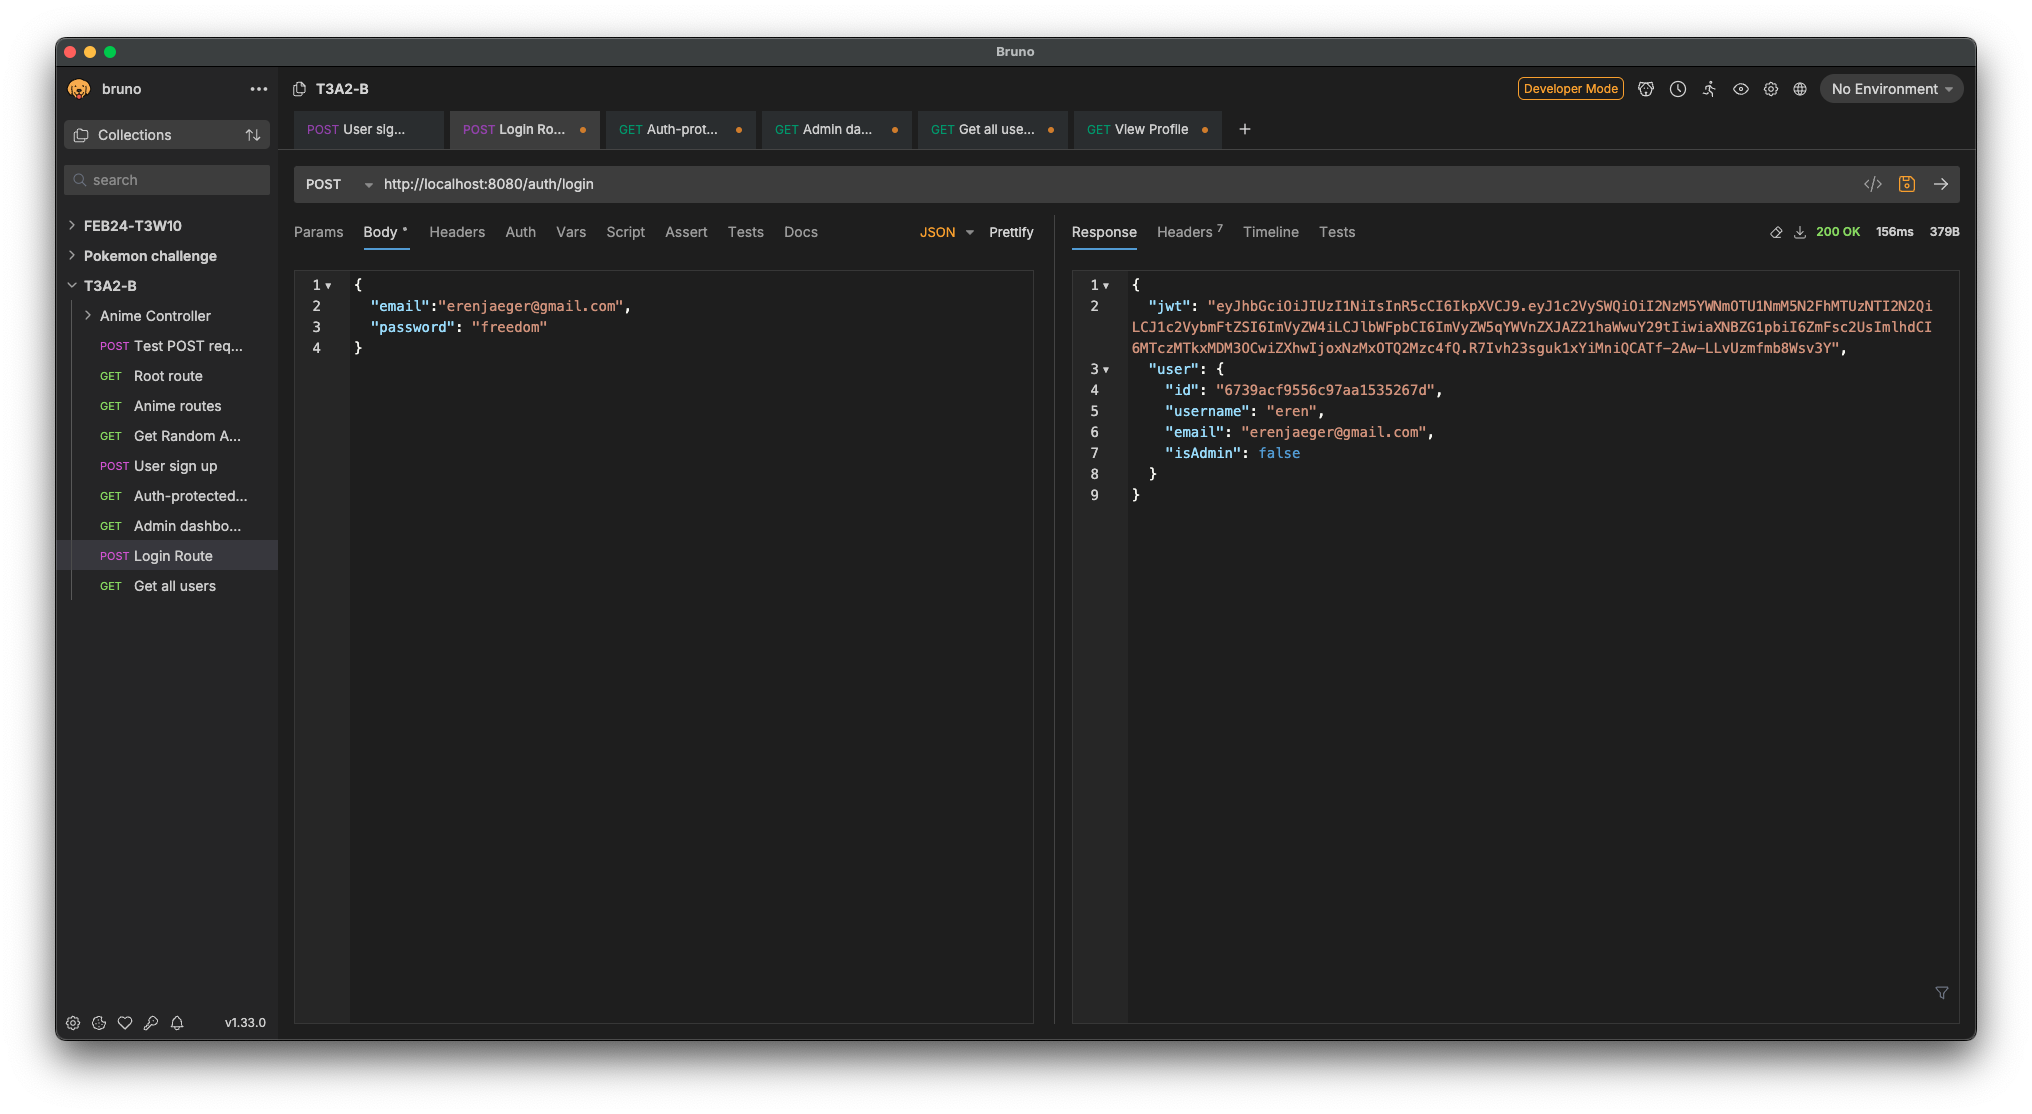 Bruno
bruno
T3A2-B
Developer Mode
No Environment
Collections
POST User sig...
POST Login Ro...
GET Auth-prot...
GET Admin da...
GET Get all use...
GET View Profile
+
search
POST
http://localhost:8080/auth/login
FEB24-T3W10
Pokemon challenge
T3A2-B
Anime Controller
POST Test POST req...
GET Root route
GET Anime routes
GET Get Random A...
POST User sign up
GET Auth-protected...
GET Admin dashbo...
POST Login Route
GET Get all users
v1.33.0
Params Body Headers Auth Vars Script Assert Tests Docs
JSON Prettify
1 {
2 "email":"erenjaeger@gmail.com",
3 "password": "freedom"
4 }
Response Headers 7 Timeline Tests
200 OK 156ms 379B
1 {
2 "jwt": "eyJhbGciOiJIUzI1NiIsInR5cCI6IkpXVCJ9.eyJ1c2VySWQiOiI2NzM5YWNmOTU1NmM5N2FhMTUzNTI2N2Qi
LCJ1c2VybmFtZSI6ImVyZW4iLCJlbWFpbCI6ImVyZW5qYWVnZXJAZ21haWwuY29tIiwiaXNBZG1pbiI6ZmFsc2UsImlhdCI
6MTczMTkxMDM3OCwiZXhwIjoxNzMxOTQ2Mzc4fQ.R7Ivh23sguk1xYiMniQCATf-2Aw-LLvUzmfmb8Wsv3Y",
3 "user": {
4 "id": "6739acf9556c97aa1535267d",
5 "username": "eren",
6 "email": "erenjaeger@gmail.com",
7 "isAdmin": false
8 }
9 }